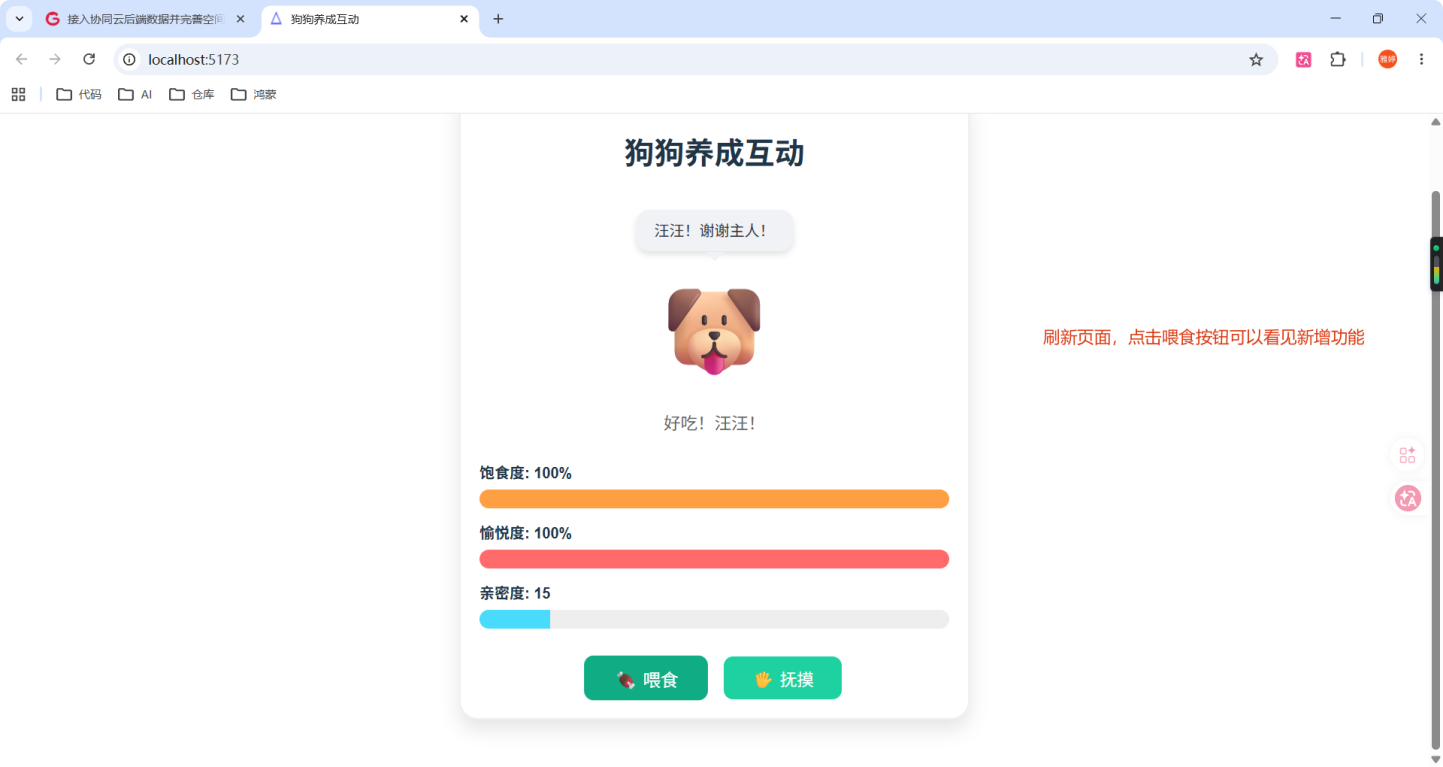 接入协同云后端数据并完善空间
狗狗养成互动
localhost:5173
雅婷
代码
AI
仓库
鸿蒙
狗狗养成互动
汪汪！谢谢主人！
刷新页面，点击喂食按钮可以看见新增功能
好吃！汪汪！
饱食度: 100%
愉悦度: 100%
亲密度: 15
喂食
抚摸